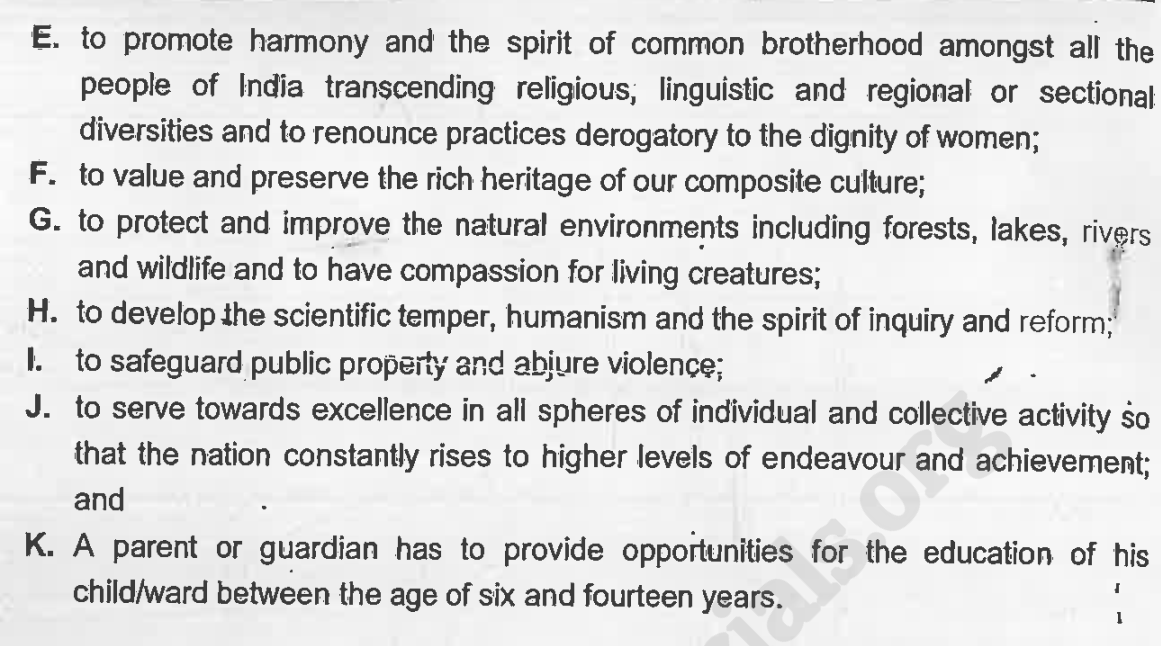 E. to promote harmony and the spirit of common brotherhood amongst all the
people of India transcending religious, linguistic and regional or sectional
diversities and to renounce practices derogatory to the dignity of women;
F. to value and preserve the rich heritage of our composite culture;
G. to protect and improve the natural environments including forests, lakes, rivers
and wildlife and to have compassion for living creatures;
H. to develop the scientific temper, humanism and the spirit of inquiry and reform;
I. to safeguard public property and abjure violence;
J. to serve towards excellence in all spheres of individual and collective activity so
that the nation constantly rises to higher levels of endeavour and achievement;
and
K. A parent or guardian has to provide opportunities for the education of his
child/ward between the age of six and fourteen years.
ials.org